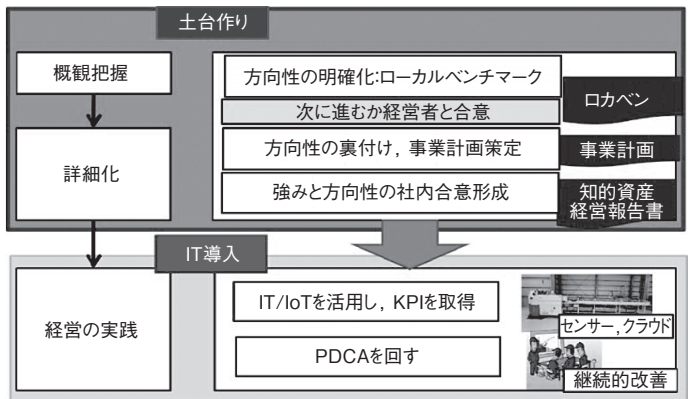 土台作り
概観把握
方向性の明確化:ローカルベンチマーク
ロカベン
次に進むか経営者と合意
詳細化
方向性の裏付け，事業計画策定
事業計画
強みと方向性の社内合意形成
知的資産
経営報告書
IT導入
経営の実践
IT/IoTを活用し，KPIを取得
センサー,クラウド
PDCAを回す
継続的改善